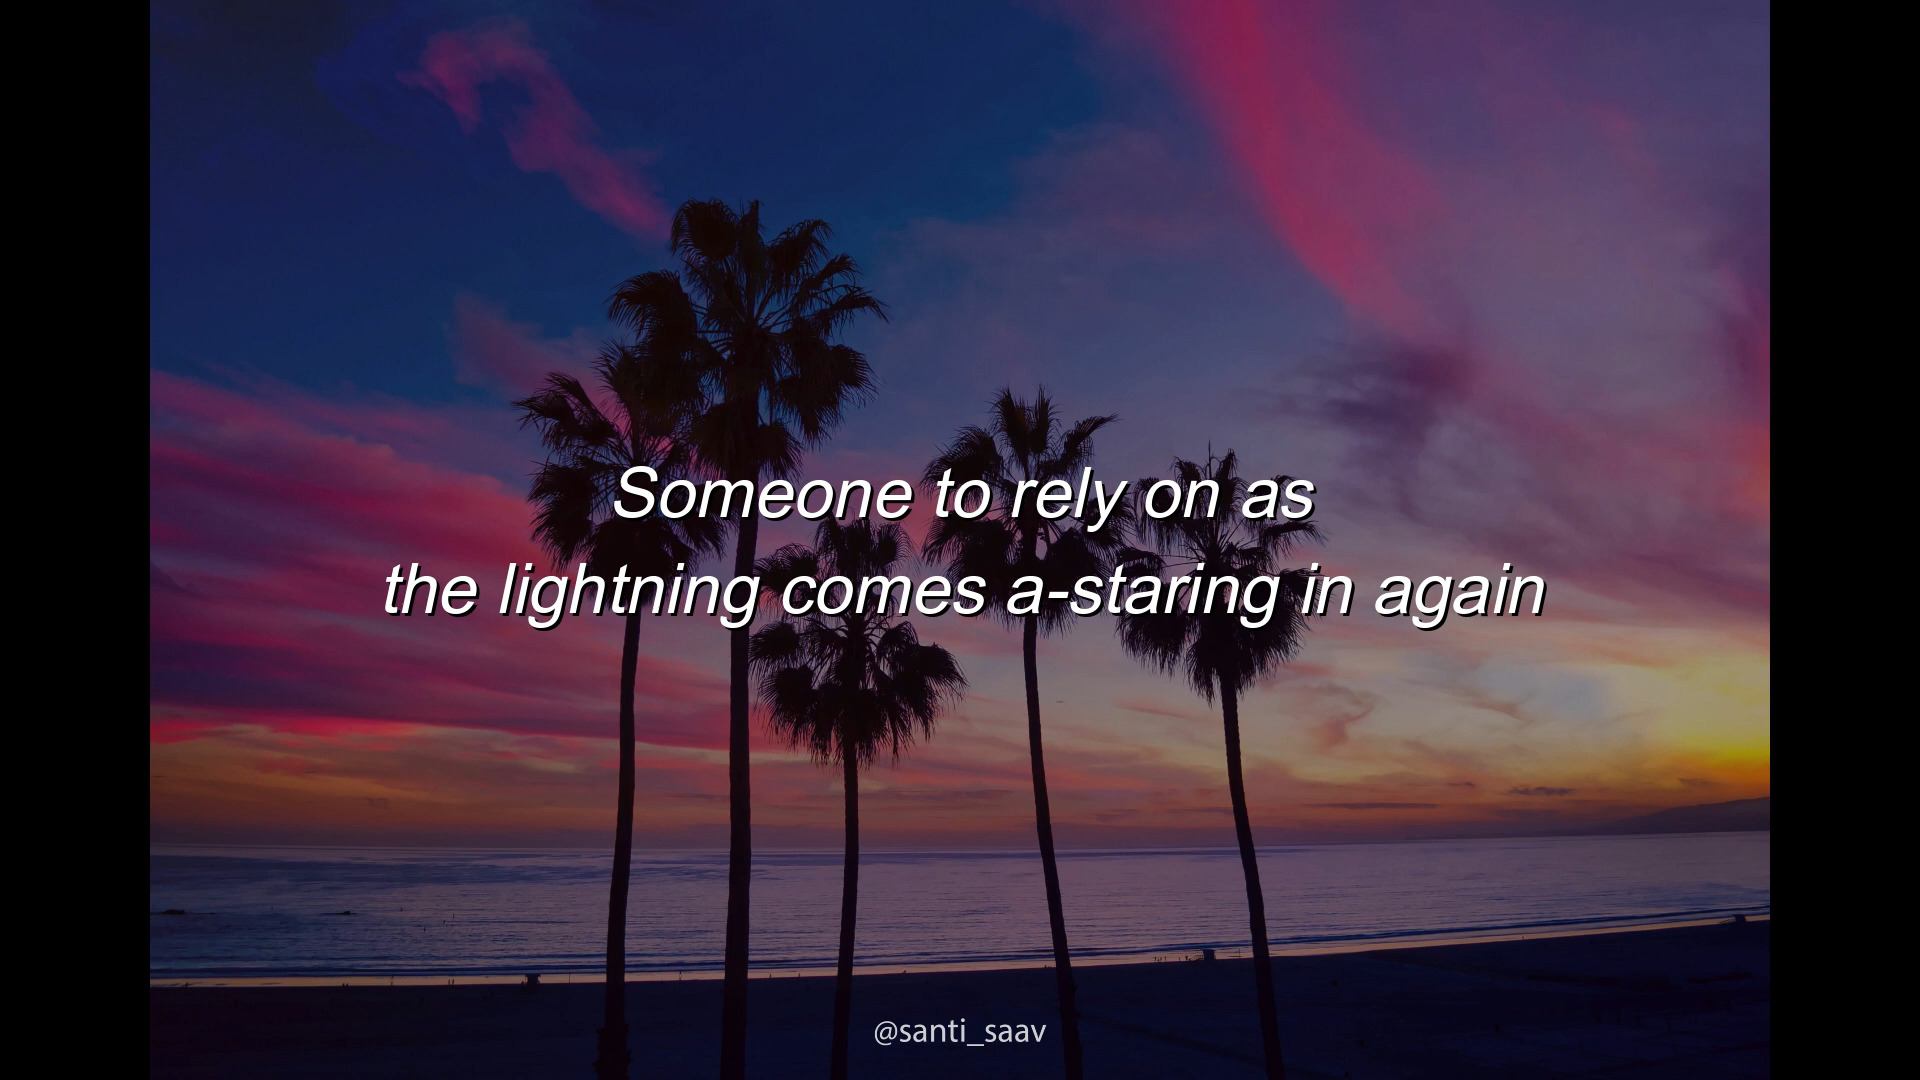 Someone to rely on as
the lightning comes a-staring in again
@santi_saav